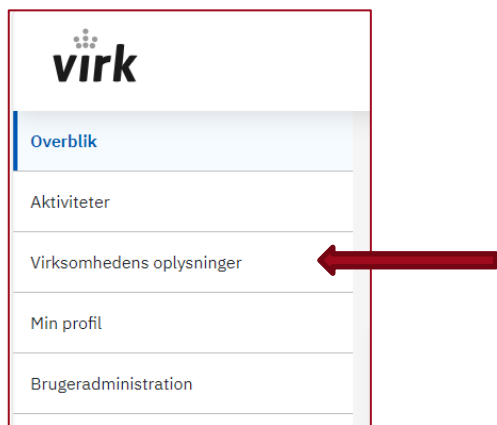 virk
Overblik
Aktiviteter
Virksomhedens oplysninger
Min profil
Brugeradministration